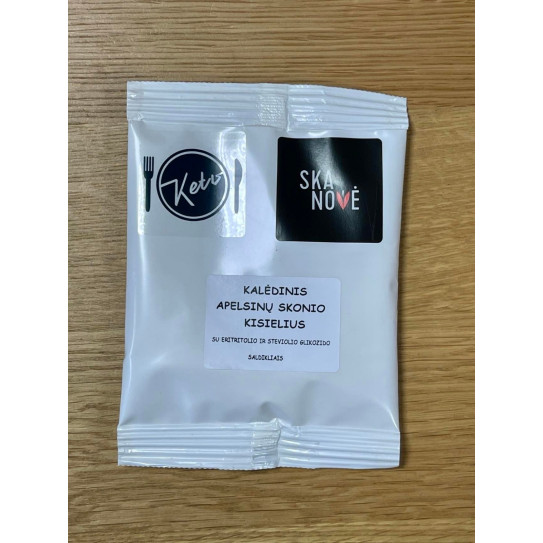 Keto
SKA
NOVĖ
KALĖDINIS
APELSINŲ SKONIO
KISIELIUS
SU ERITRITOLIO IR STEVIOLIO GLIKOZIDO
SALDIKLIAIS